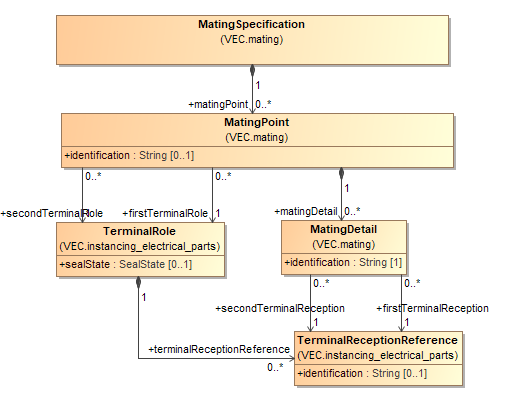 MatingSpecification
(VEC.mating)
1
+matingPoint 0..*
MatingPoint
(VEC.mating)
+identification : String [0..1]
0..* 0..* 1
+secondTerminalRole 1 +firstTerminalRole 1 +matingDetail 0..*
TerminalRole
(VEC.instancing_electrical_parts)
+sealState : SealState [0..1]
MatingDetail
(VEC.mating)
+identification : String [1]
1 0..* 0..*
+secondTerminalReception +firstTerminalReception
1 1
+terminalReceptionReference
0..*
TerminalReceptionReference
(VEC.instancing_electrical_parts)
+identification : String [0..1]